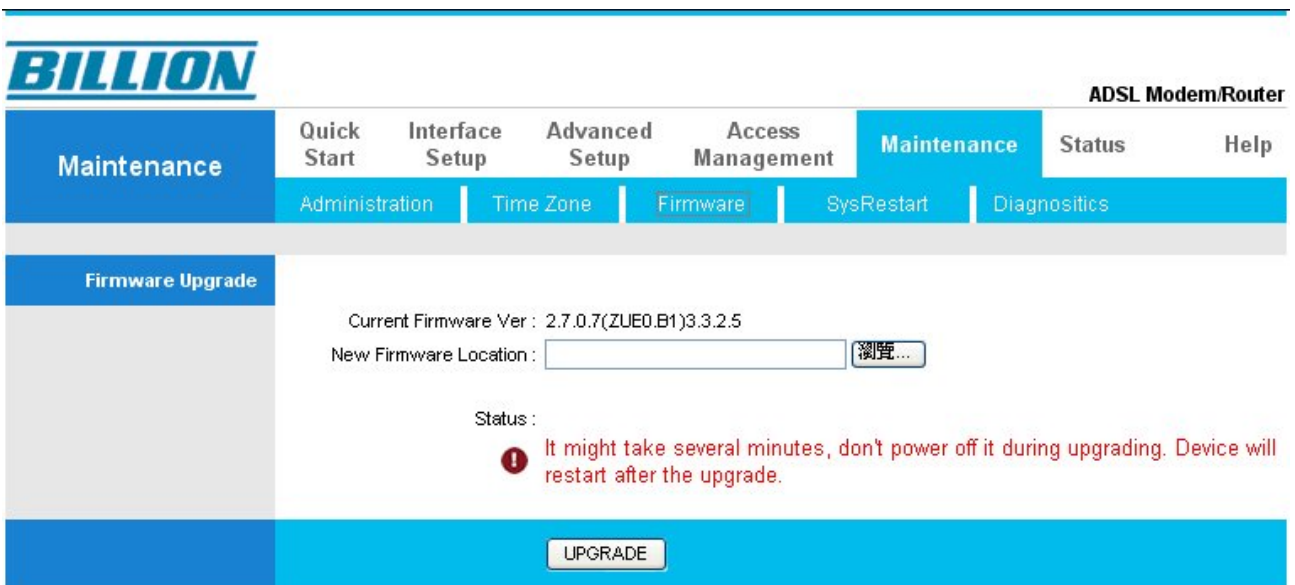 BILLION
ADSL Modem/Router
Maintenance
Quick Start
Interface Setup
Advanced Setup
Access Management
Maintenance
Status
Help
Administration
Time Zone
Firmware
SysRestart
Diagnositics
Firmware Upgrade
Current Firmware Ver : 2.7.0.7(ZUE0.B1)3.3.2.5
New Firmware Location :
瀏覽...
Status :
It might take several minutes, don't power off it during upgrading. Device will
restart after the upgrade.
UPGRADE